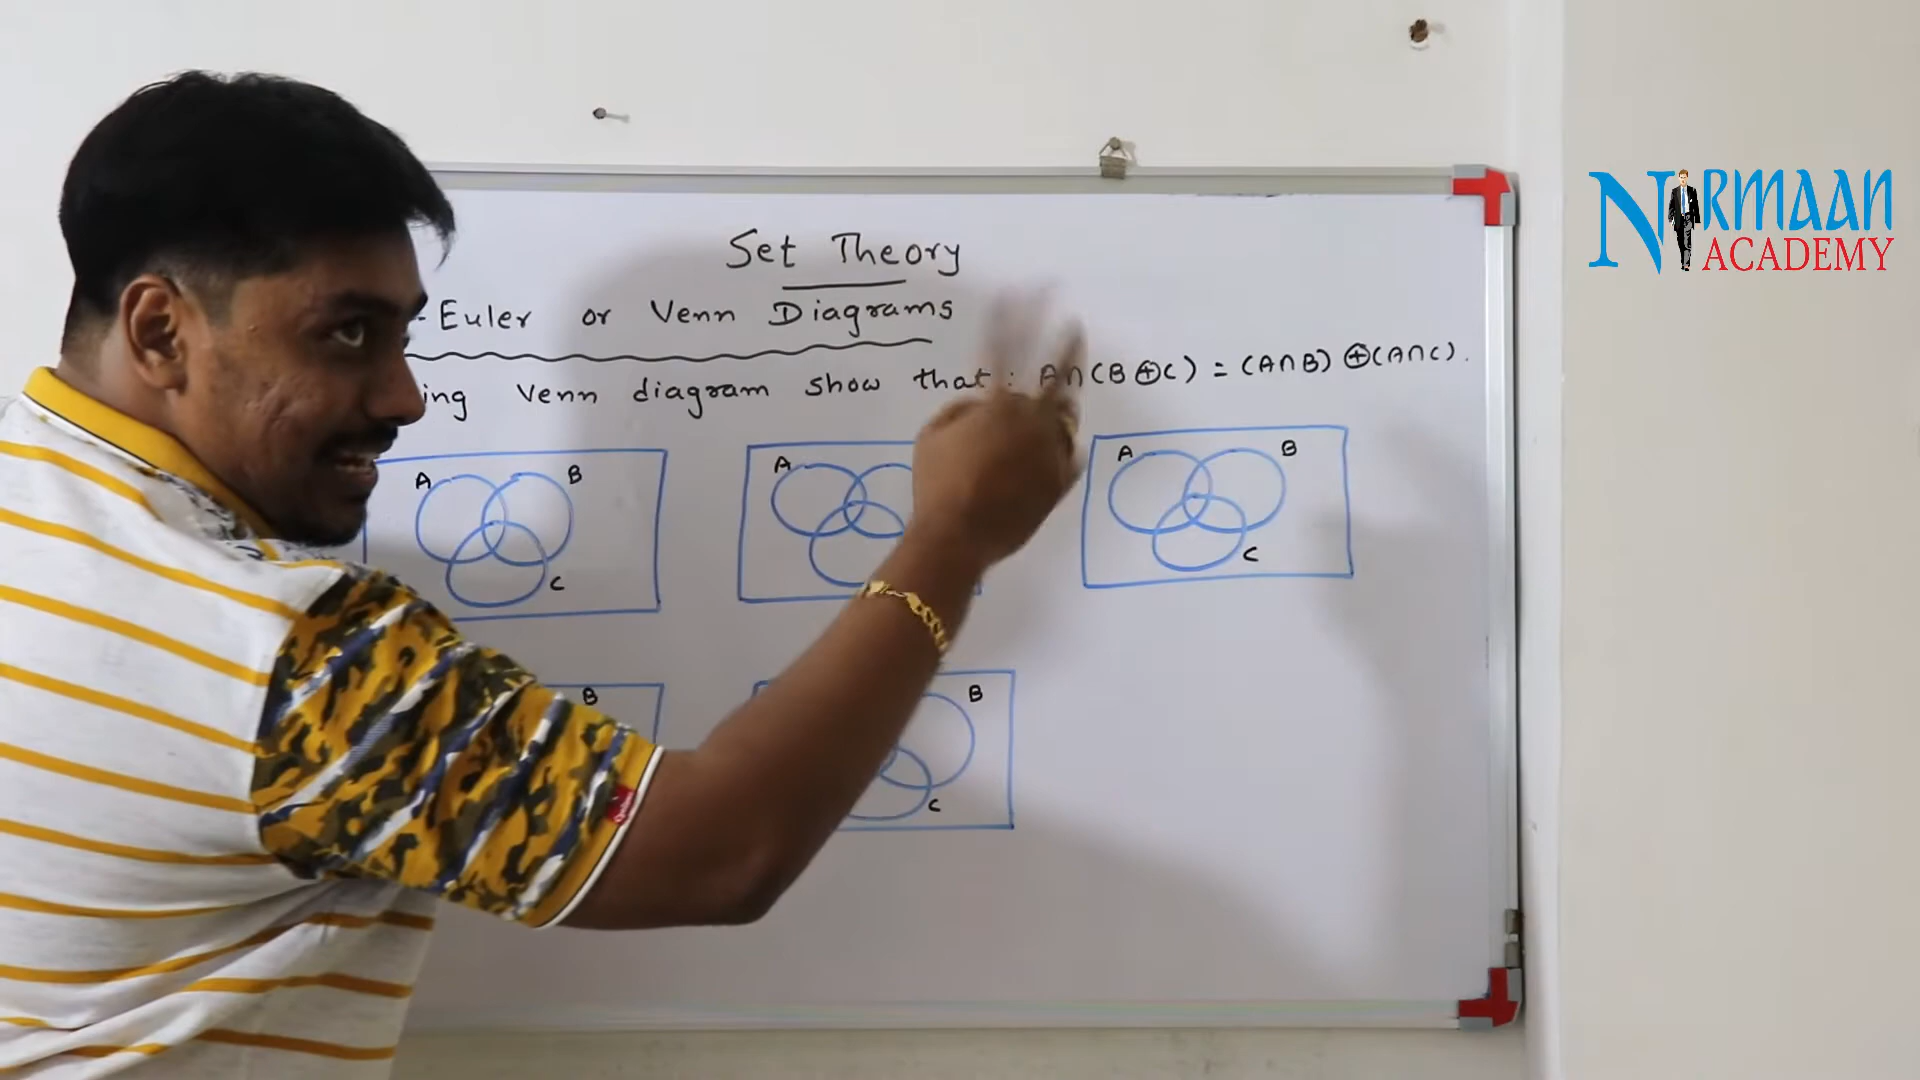 Set Theory
- Euler or Venn Diagrams
ing Venn diagram show that: A∩(B⊕C) = (A∩B)⊕(A∩C).
A B C
A
A B C
B
B C
NIRMAAN
ACADEMY